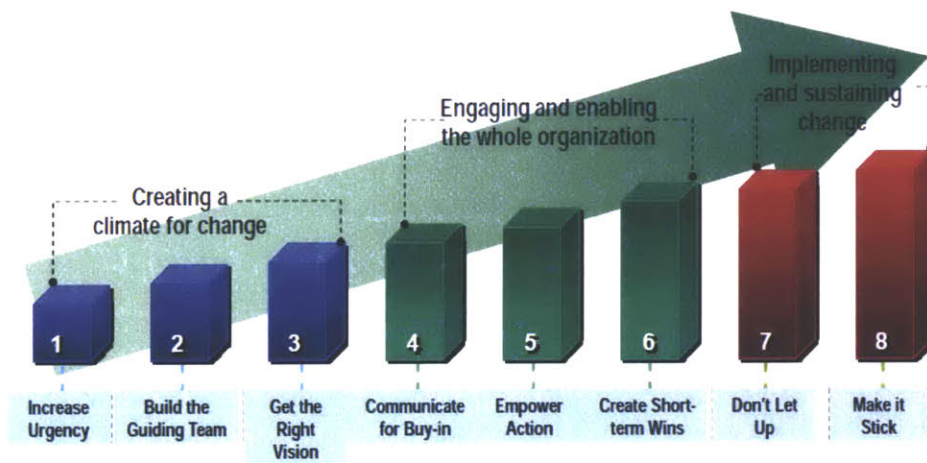 Implementing
and sustaining
change
Engaging and enabling
the whole organization
Creating a
climate for change
1
2
3
4
5
6
7
8
Increase
Urgency
Build the
Guiding Team
Get the
Right
Vision
Communicate
for Buy-in
Empower
Action
Create Short-
term Wins
Don't Let
Up
Make it
Stick